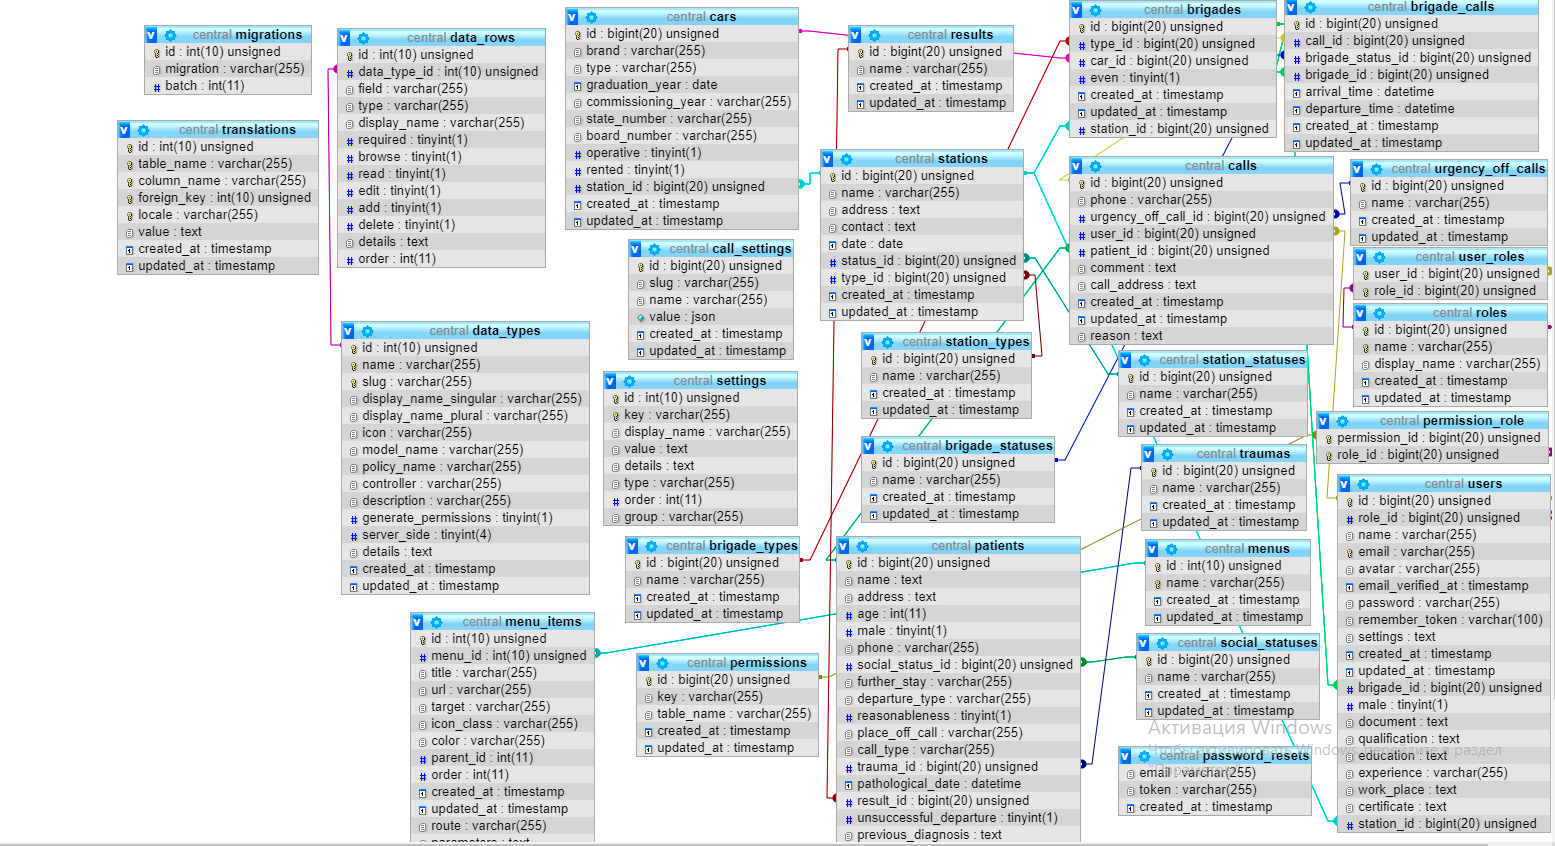 central migrations
id : int(10) unsigned
migration : varchar(255)
batch : int(11)
central translations
id : int(10) unsigned
table_name : varchar(255)
column_name : varchar(255)
foreign_key : int(10) unsigned
locale : varchar(255)
value : text
created_at : timestamp
updated_at : timestamp
central data_rows
id : int(10) unsigned
data_type_id : int(10) unsigned
field : varchar(255)
type : varchar(255)
display_name : varchar(255)
required : tinyint(1)
browse : tinyint(1)
read : tinyint(1)
edit : tinyint(1)
add : tinyint(1)
delete : tinyint(1)
details : text
order : int(11)
central data_types
id : int(10) unsigned
name : varchar(255)
slug : varchar(255)
display_name_singular : varchar(255)
display_name_plural : varchar(255)
icon : varchar(255)
model_name : varchar(255)
policy_name : varchar(255)
controller : varchar(255)
description : varchar(255)
generate_permissions : tinyint(1)
server_side : tinyint(4)
details : text
created_at : timestamp
updated_at : timestamp
central menu_items
id : int(10) unsigned
menu_id : int(10) unsigned
title : varchar(255)
url : varchar(255)
target : varchar(255)
icon_class : varchar(255)
color : varchar(255)
parent_id : int(11)
order : int(11)
created_at : timestamp
updated_at : timestamp
route : varchar(255)
parameters : text
central cars
id : bigint(20) unsigned
brand : varchar(255)
type : varchar(255)
graduation_year : date
commissioning_year : varchar(255)
state_number : varchar(255)
board_number : varchar(255)
operative : tinyint(1)
rented : tinyint(1)
station_id : bigint(20) unsigned
created_at : timestamp
updated_at : timestamp
central call_settings
id : bigint(20) unsigned
slug : varchar(255)
name : varchar(255)
value : json
created_at : timestamp
updated_at : timestamp
central settings
id : int(10) unsigned
key : varchar(255)
display_name : varchar(255)
value : text
details : text
type : varchar(255)
order : int(11)
group : varchar(255)
central brigade_types
id : bigint(20) unsigned
name : varchar(255)
created_at : timestamp
updated_at : timestamp
central permissions
id : bigint(20) unsigned
key : varchar(255)
table_name : varchar(255)
created_at : timestamp
updated_at : timestamp
central results
id : bigint(20) unsigned
name : varchar(255)
created_at : timestamp
updated_at : timestamp
central stations
id : bigint(20) unsigned
name : varchar(255)
address : text
contact : text
date : date
status_id : bigint(20) unsigned
type_id : bigint(20) unsigned
created_at : timestamp
updated_at : timestamp
central station_types
id : bigint(20) unsigned
name : varchar(255)
created_at : timestamp
updated_at : timestamp
central brigade_statuses
id : bigint(20) unsigned
name : varchar(255)
created_at : timestamp
updated_at : timestamp
central patients
id : bigint(20) unsigned
name : text
address : text
age : int(11)
male : tinyint(1)
phone : varchar(255)
social_status_id : bigint(20) unsigned
further_stay : varchar(255)
departure_type : varchar(255)
reasonableness : tinyint(1)
place_off_call : varchar(255)
call_type : varchar(255)
trauma_id : bigint(20) unsigned
pathological_date : datetime
result_id : bigint(20) unsigned
unsuccessful_departure : tinyint(1)
previous_diagnosis : text
central brigades
id : bigint(20) unsigned
type_id : bigint(20) unsigned
car_id : bigint(20) unsigned
even : tinyint(1)
created_at : timestamp
updated_at : timestamp
station_id : bigint(20) unsigned
central calls
id : bigint(20) unsigned
phone : varchar(255)
urgency_off_call_id : bigint(20) unsigned
user_id : bigint(20) unsigned
patient_id : bigint(20) unsigned
comment : text
call_address : text
created_at : timestamp
updated_at : timestamp
reason : text
central station_statuses
id : bigint(20) unsigned
name : varchar(255)
created_at : timestamp
updated_at : timestamp
central traumas
id : bigint(20) unsigned
name : varchar(255)
created_at : timestamp
updated_at : timestamp
central menus
id : int(10) unsigned
name : varchar(255)
created_at : timestamp
updated_at : timestamp
central social_statuses
id : bigint(20) unsigned
name : varchar(255)
created_at : timestamp
updated_at : timestamp
central password_resets
email : varchar(255)
token : varchar(255)
created_at : timestamp
central brigade_calls
id : bigint(20) unsigned
call_id : bigint(20) unsigned
brigade_status_id : bigint(20) unsigned
brigade_id : bigint(20) unsigned
arrival_time : datetime
departure_time : datetime
created_at : timestamp
updated_at : timestamp
central urgency_off_calls
id : bigint(20) unsigned
name : varchar(255)
created_at : timestamp
updated_at : timestamp
central user_roles
user_id : bigint(20) unsigned
role_id : bigint(20) unsigned
central roles
id : bigint(20) unsigned
name : varchar(255)
display_name : varchar(255)
created_at : timestamp
updated_at : timestamp
central permission_role
permission_id : bigint(20) unsigned
role_id : bigint(20) unsigned
central users
id : bigint(20) unsigned
role_id : bigint(20) unsigned
name : varchar(255)
email : varchar(255)
avatar : varchar(255)
email_verified_at : timestamp
password : varchar(255)
remember_token : varchar(100)
settings : text
created_at : timestamp
updated_at : timestamp
brigade_id : bigint(20) unsigned
male : tinyint(1)
document : text
qualification : text
education : text
experience : varchar(255)
work_place : text
certificate : text
station_id : bigint(20) unsigned
Активация Windows
Чтобы активировать Windows, перейдите в раздел